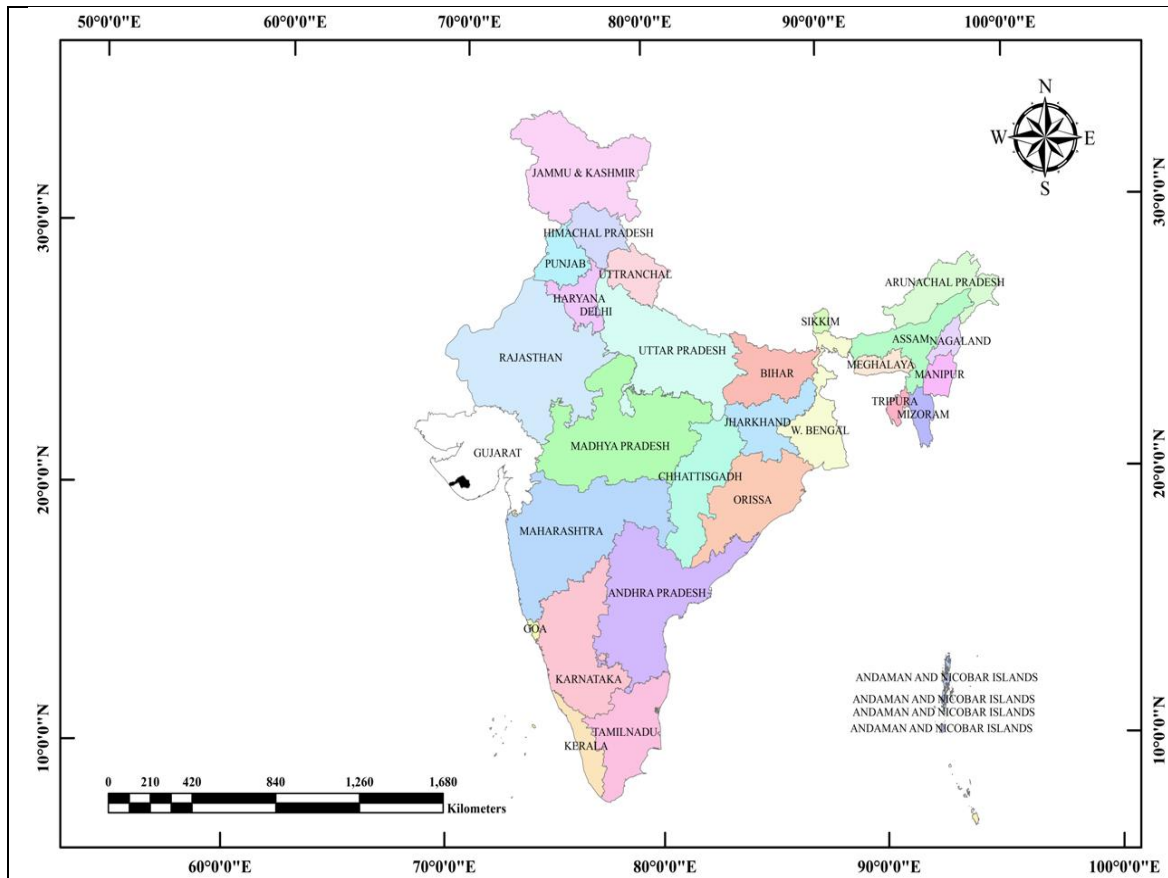 50°0'0"E 60°0'0"E 70°0'0"E 80°0'0"E 90°0'0"E 100°0'0"E
N
W E
S
JAMMU & KASHMIR
30°0'0"N
30°0'0"N
HIMACHAL PRADESH
PUNJAB
UTTRANCHAL
HARYANA
DELHI
ARUNACHAL PRADESH
SIKKIM
ASSAM
NAGALAND
RAJASTHAN
UTTAR PRADESH
BIHAR
MEGHALAYA
MANIPUR
TRIPURA
MIZORAM
JHARKHAND
W. BENGAL
GUJARAT
MADHYA PRADESH
CHHATTISGADH
20°0'0"N
20°0'0"N
ORISSA
MAHARASHTRA
ANDHRA PRADESH
GOA
KARNATAKA
ANDAMAN AND NICOBAR ISLANDS
ANDAMAN AND NICOBAR ISLANDS
ANDAMAN AND NICOBAR ISLANDS
ANDAMAN AND NICOBAR ISLANDS
TAMILNADU
KERALA
10°0'0"N
10°0'0"N
0 210 420 840 1,260 1,680
Kilometers
60°0'0"E 70°0'0"E 80°0'0"E 90°0'0"E 100°0'0"E